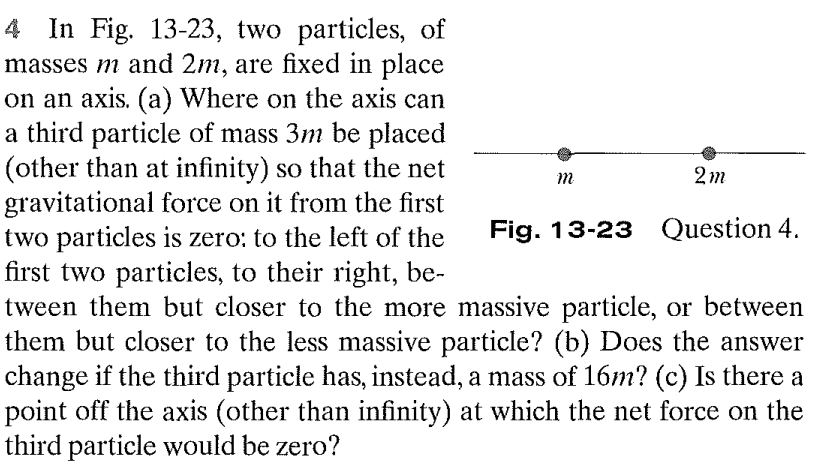 4 In Fig. 13-23, two particles, of
masses m and 2m, are fixed in place
on an axis. (a) Where on the axis can
a third particle of mass 3m be placed
(other than at infinity) so that the net
gravitational force on it from the first
two particles is zero: to the left of the
first two particles, to their right, be-
tween them but closer to the more massive particle, or between
them but closer to the less massive particle? (b) Does the answer
change if the third particle has, instead, a mass of 16m? (c) Is there a
point off the axis (other than infinity) at which the net force on the
third particle would be zero?
m 2m
Fig. 13-23 Question 4.